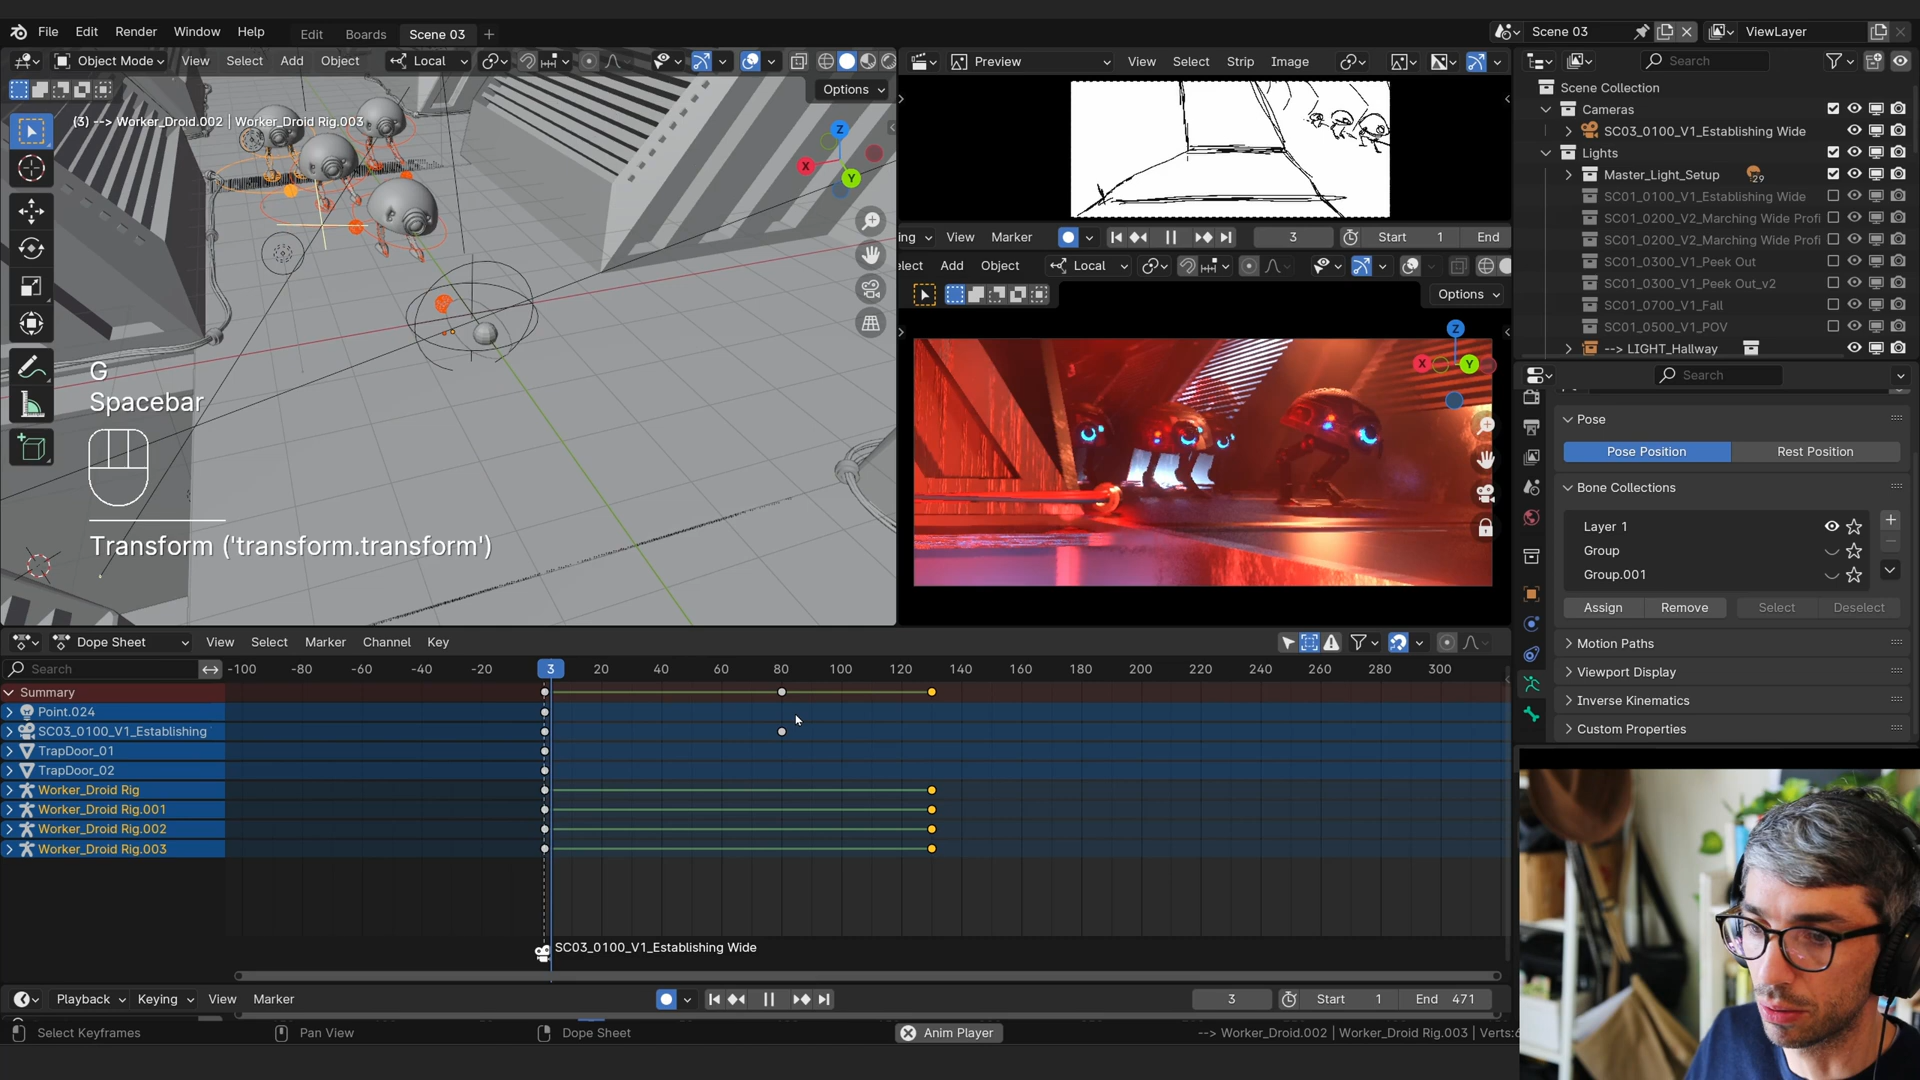 File Edit Render Window Help Edit Boards Scene 03 + Scene 03 ViewLayer
Object Mode View Select Add Object Local
Options
(3) --> Worker_Droid.002 | Worker_Droid Rig.003
Z
X
Y
G
Spacebar
Transform ('transform.transform')
Preview View Select Strip Image
ing View Marker 3 Start 1 End
elect Add Object Local
Options
Z
X
Y
Search
Scene Collection
Cameras
SC03_0100_V1_Establishing Wide
Lights
Master_Light_Setup 29
SC01_0100_V1_Establishing Wide
SC01_0200_V2_Marching Wide Profi
SC01_0200_V2_Marching Wide Profi
SC01_0300_V1_Peek Out
SC01_0300_V1_Peek Out_v2
SC01_0700_V1_Fall
SC01_0500_V1_POV
--> LIGHT_Hallway
Search
Pose
Pose Position Rest Position
Bone Collections
Layer 1
Group
Group.001
Assign Remove Select Deselect
Motion Paths
Viewport Display
Inverse Kinematics
Custom Properties
Dope Sheet View Select Marker Channel Key
Search -100 -80 -60 -40 -20 3 20 40 60 80 100 120 140 160 180 200 220 240 260 280 300
Summary
Point.024
SC03_0100_V1_Establishing
TrapDoor_01
TrapDoor_02
Worker_Droid Rig
Worker_Droid Rig.001
Worker_Droid Rig.002
Worker_Droid Rig.003
SC03_0100_V1_Establishing Wide
Playback Keying View Marker 3 Start 1 End 471
Select Keyframes Pan View Dope Sheet Anim Player --> Worker_Droid.002 | Worker_Droid Rig.003 | Verts: